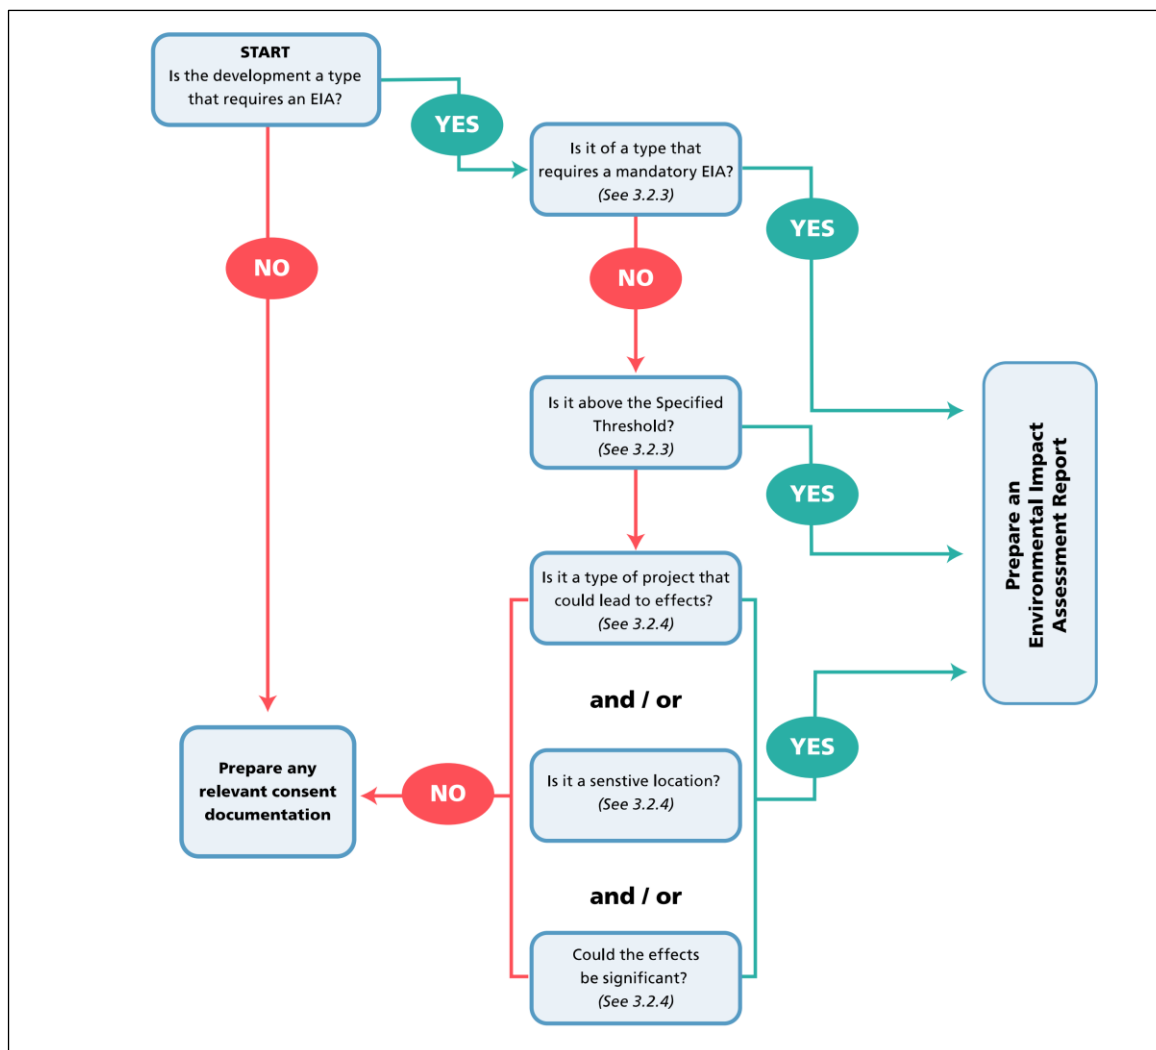 START
Is the development a type
that requires an EIA?
YES
Is it of a type that
requires a mandatory EIA?
(See 3.2.3)
YES
NO
NO
Is it above the Specified
Threshold?
(See 3.2.3)
YES
Prepare an
Environmental Impact
Assessment Report
Is it a type of project that
could lead to effects?
(See 3.2.4)
and / or
YES
Prepare any
relevant consent
documentation
NO
Is it a senstive location?
(See 3.2.4)
and / or
Could the effects
be significant?
(See 3.2.4)